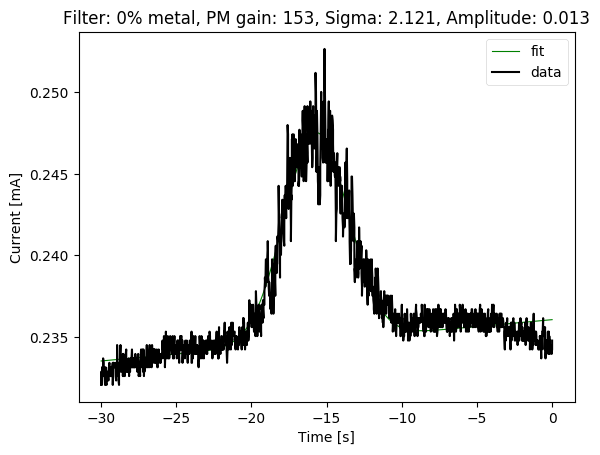 Filter: 0% metal, PM gain: 153, Sigma: 2.121, Amplitude: 0.013
fit
data
0.250
0.245
0.240
0.235
Current [mA]
−30
−25
−20
−15
−10
−5
0
Time [s]